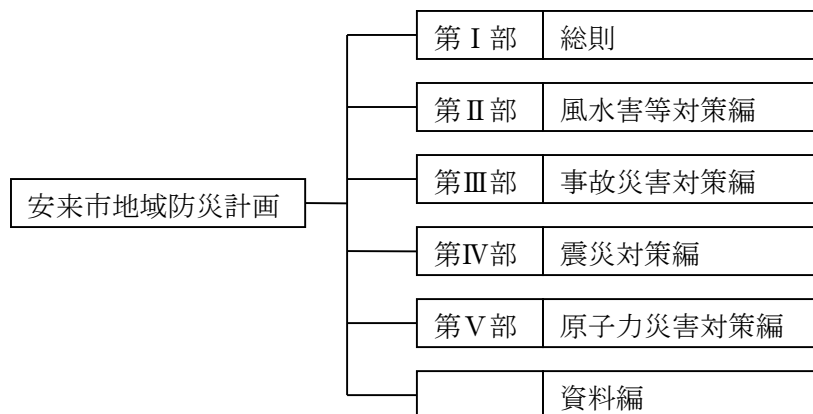 第Ⅰ部 総則
第Ⅱ部 風水害等対策編
第Ⅲ部 事故災害対策編
安来市地域防災計画
第Ⅳ部 震災対策編
第Ⅴ部 原子力災害対策編
資料編